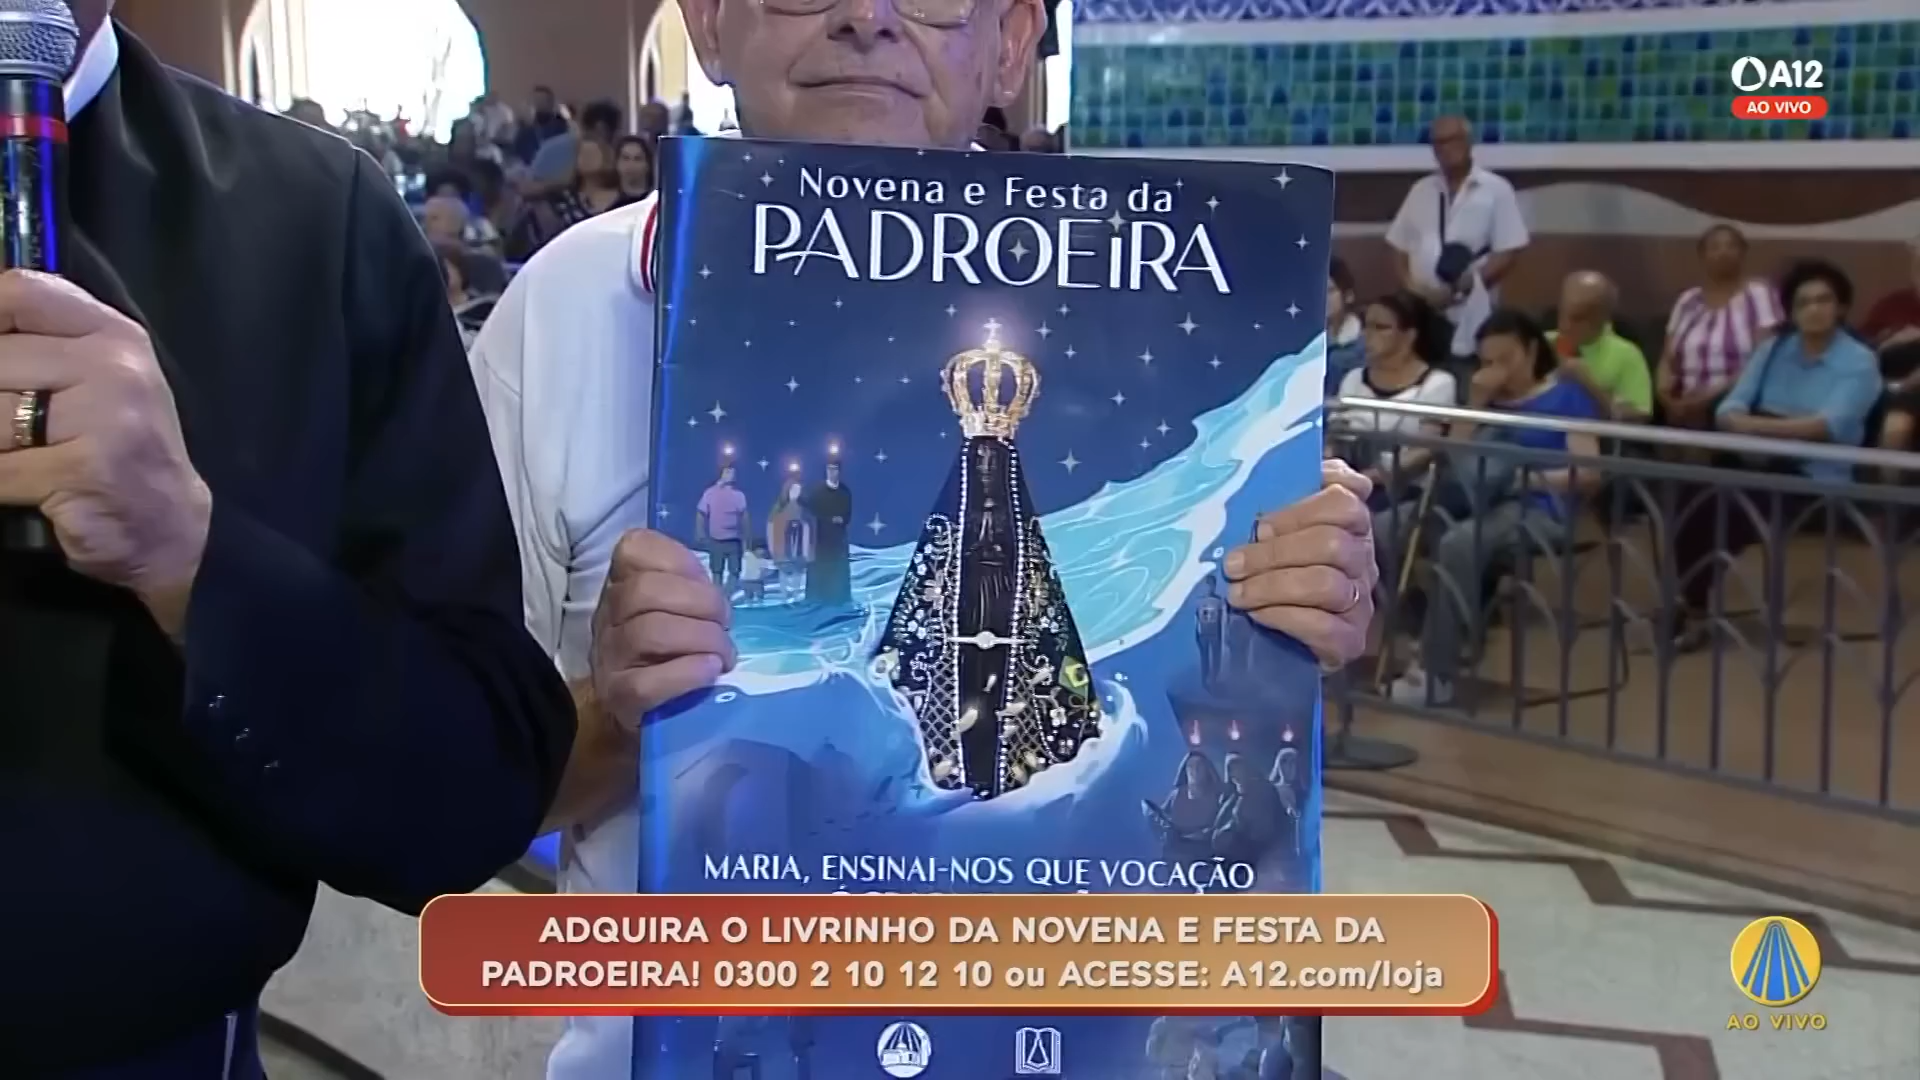 A12
AO VIVO
Novena e Festa da
PADROEIRA
MARIA, ENSINAI-NOS QUE VOCAÇÃO
ADQUIRA O LIVRINHO DA NOVENA E FESTA DA
PADROEIRA! 0300 2 10 12 10 ou ACESSE: A12.com/loja
AO VIVO